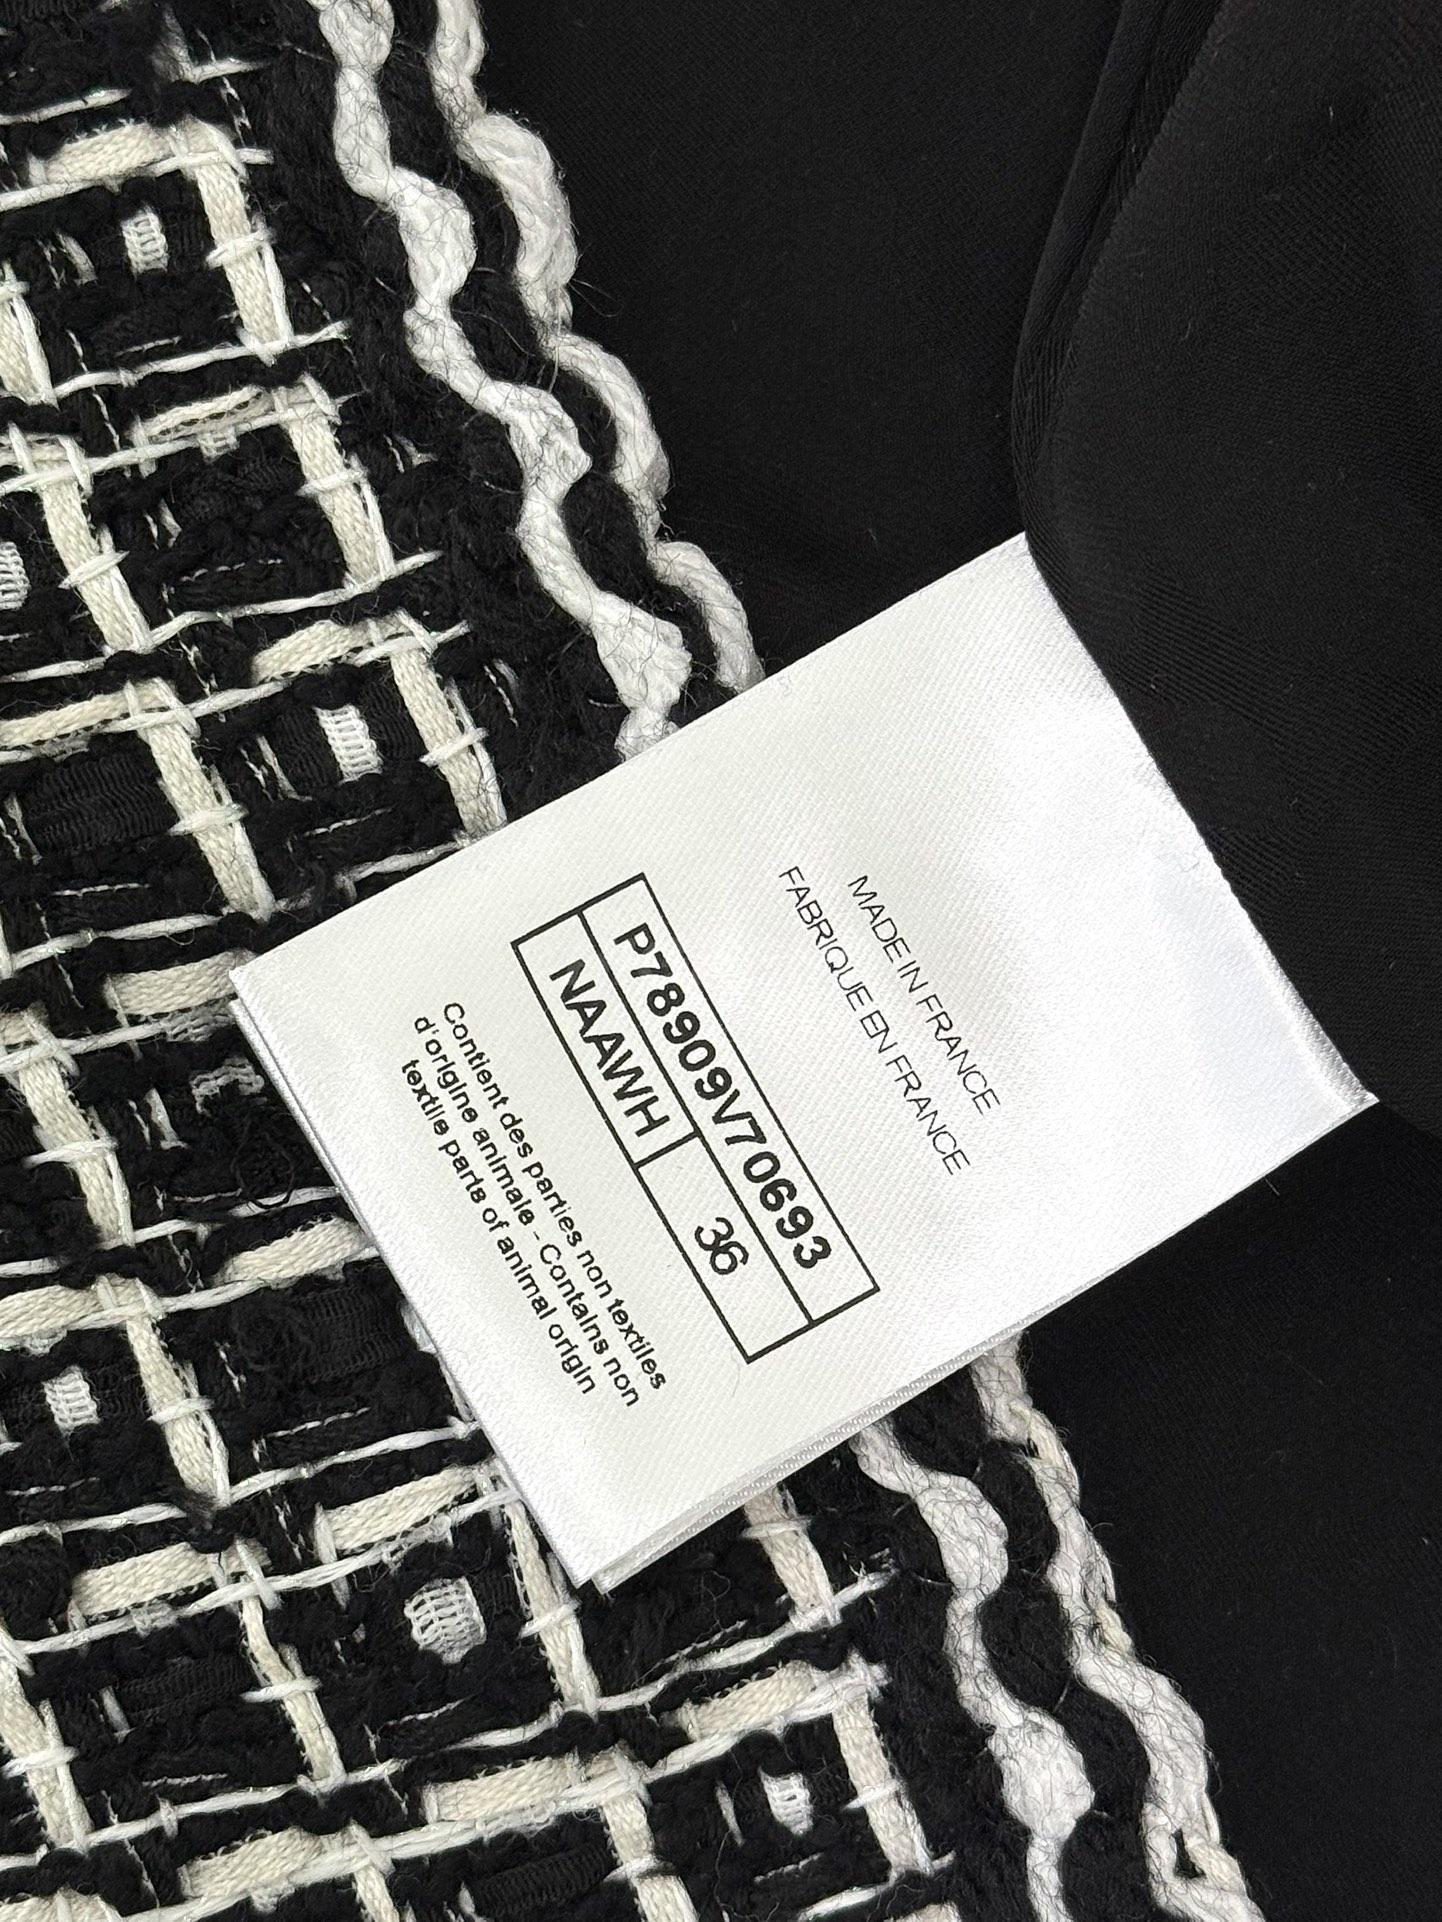 MADE IN FRANCE
FABRIQUE EN FRANCE
P78909V70693
NAAWH 36
Contient des parties non textiles
d'origine animale - Contains non
textile parts of animal origin